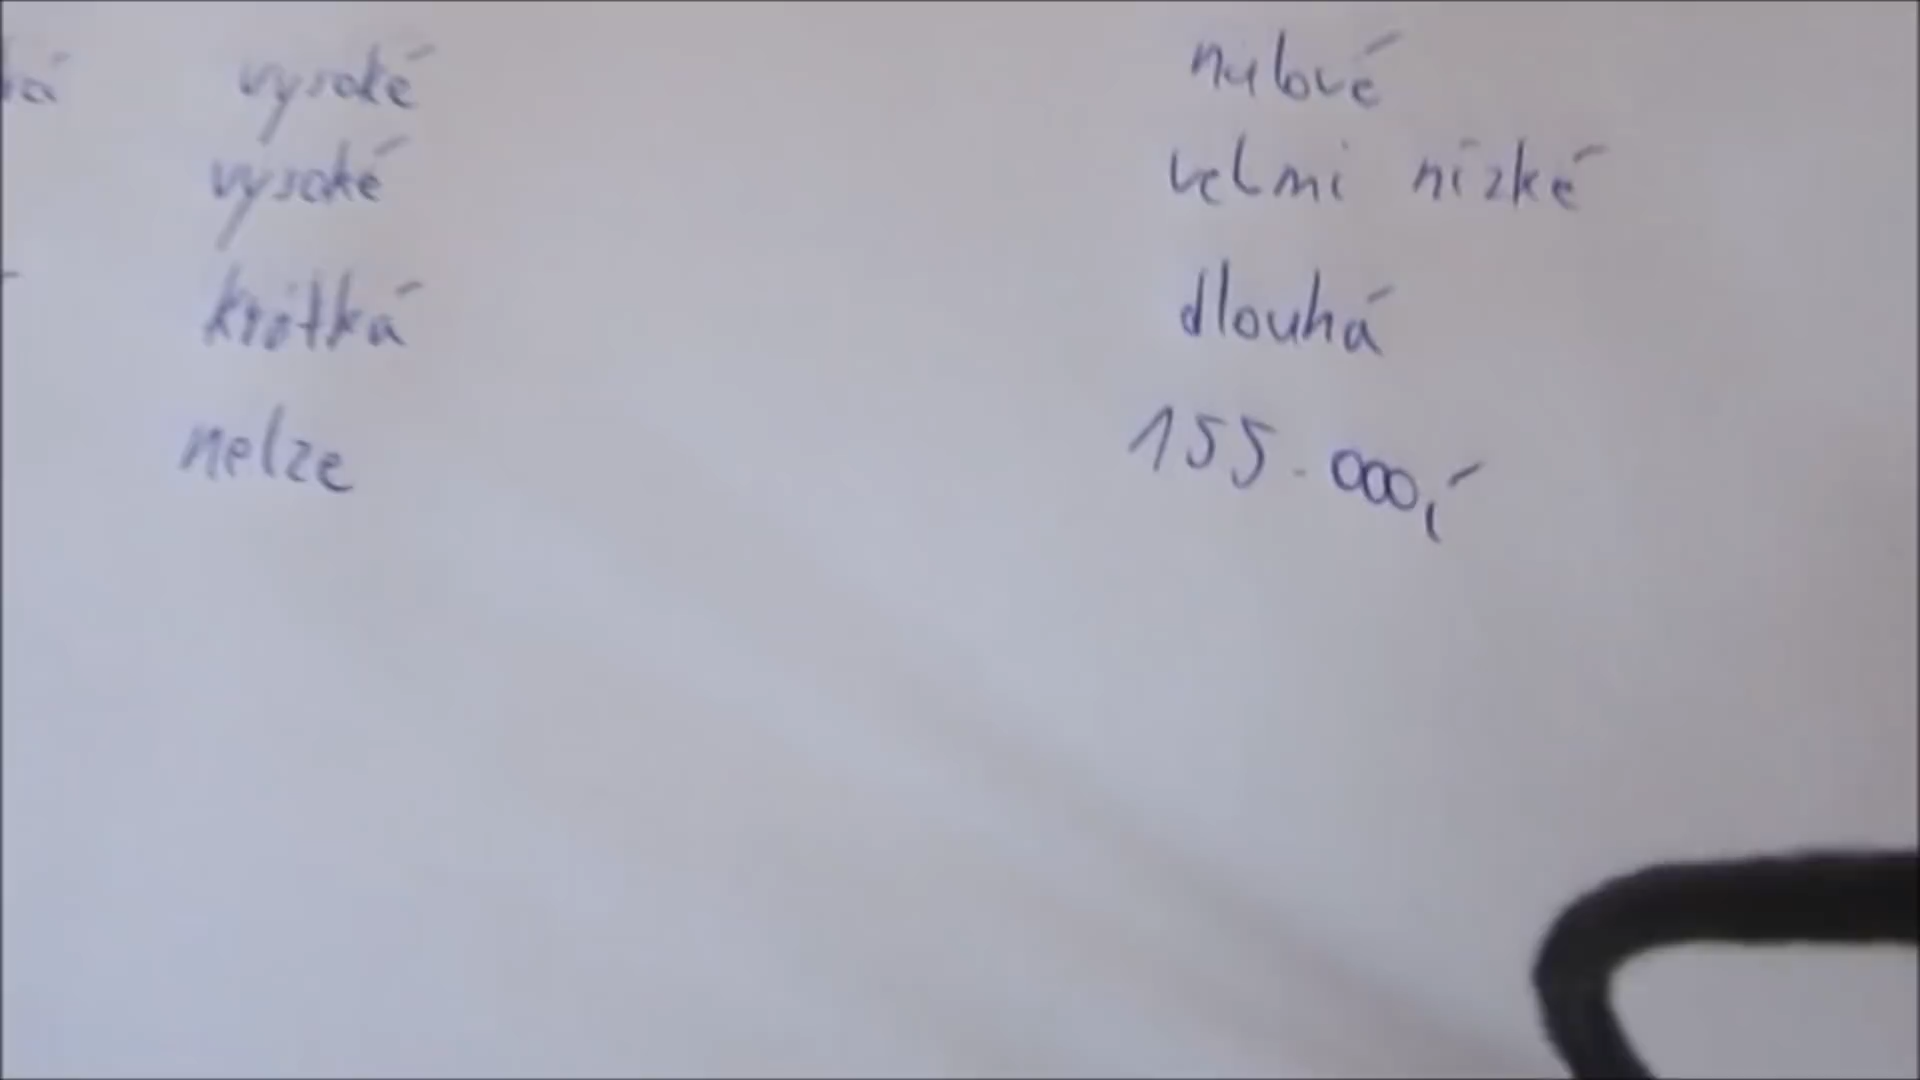 vysoké nulové
vysoké velmi nízké
krátká dlouhá
nelze 155.000,-